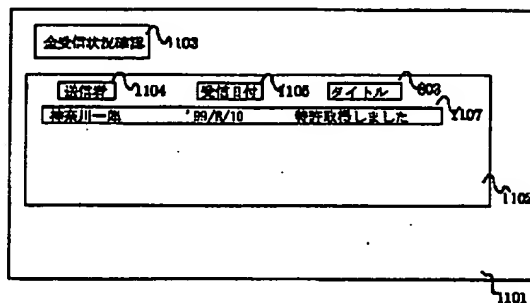 全受信状況確認 1103
送信者 1104 受信日付 1105 タイトル 603
神奈川一郎 '99/8/10 特許取得しました 1107
1102
1101